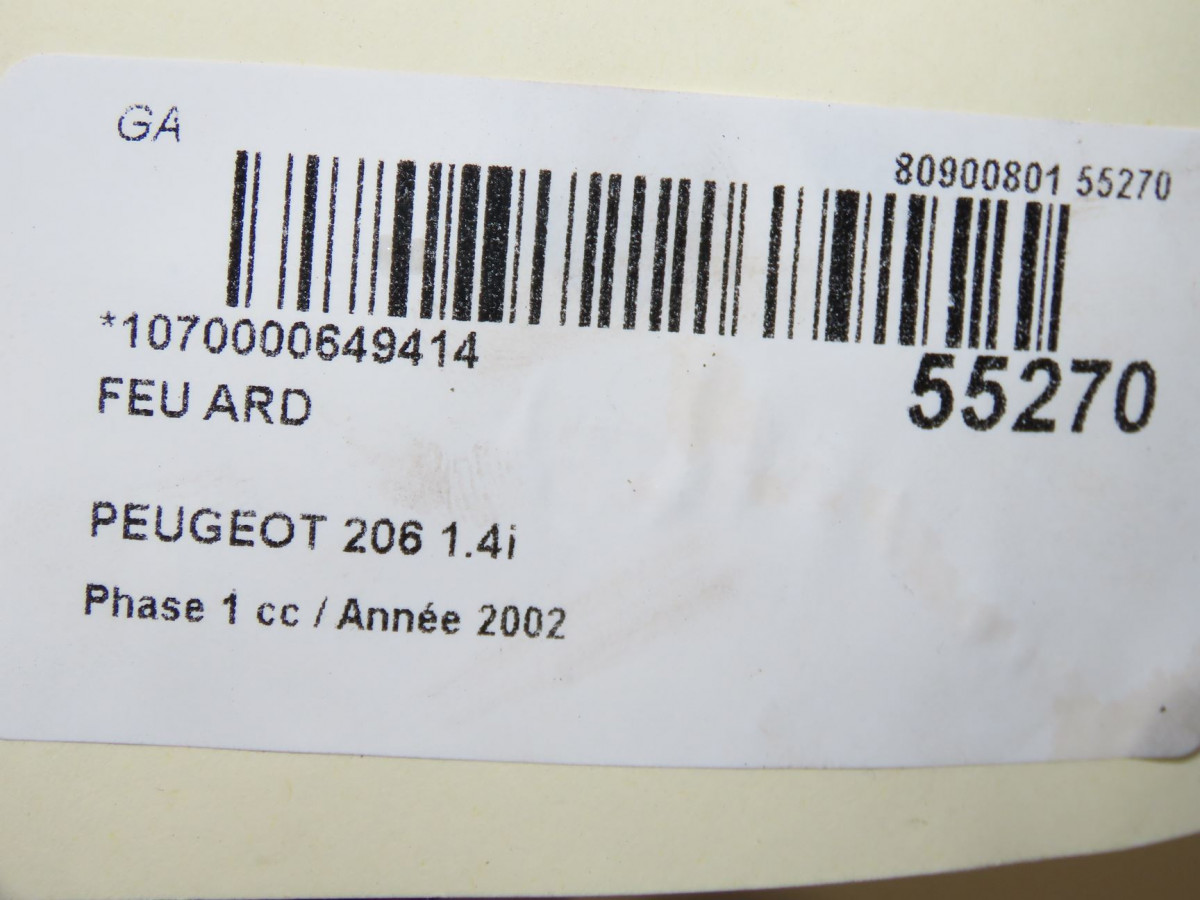 GA
80900801 55270
*1070000649414
55270
FEU ARD
PEUGEOT 206 1.4i
Phase 1 cc / Année 2002